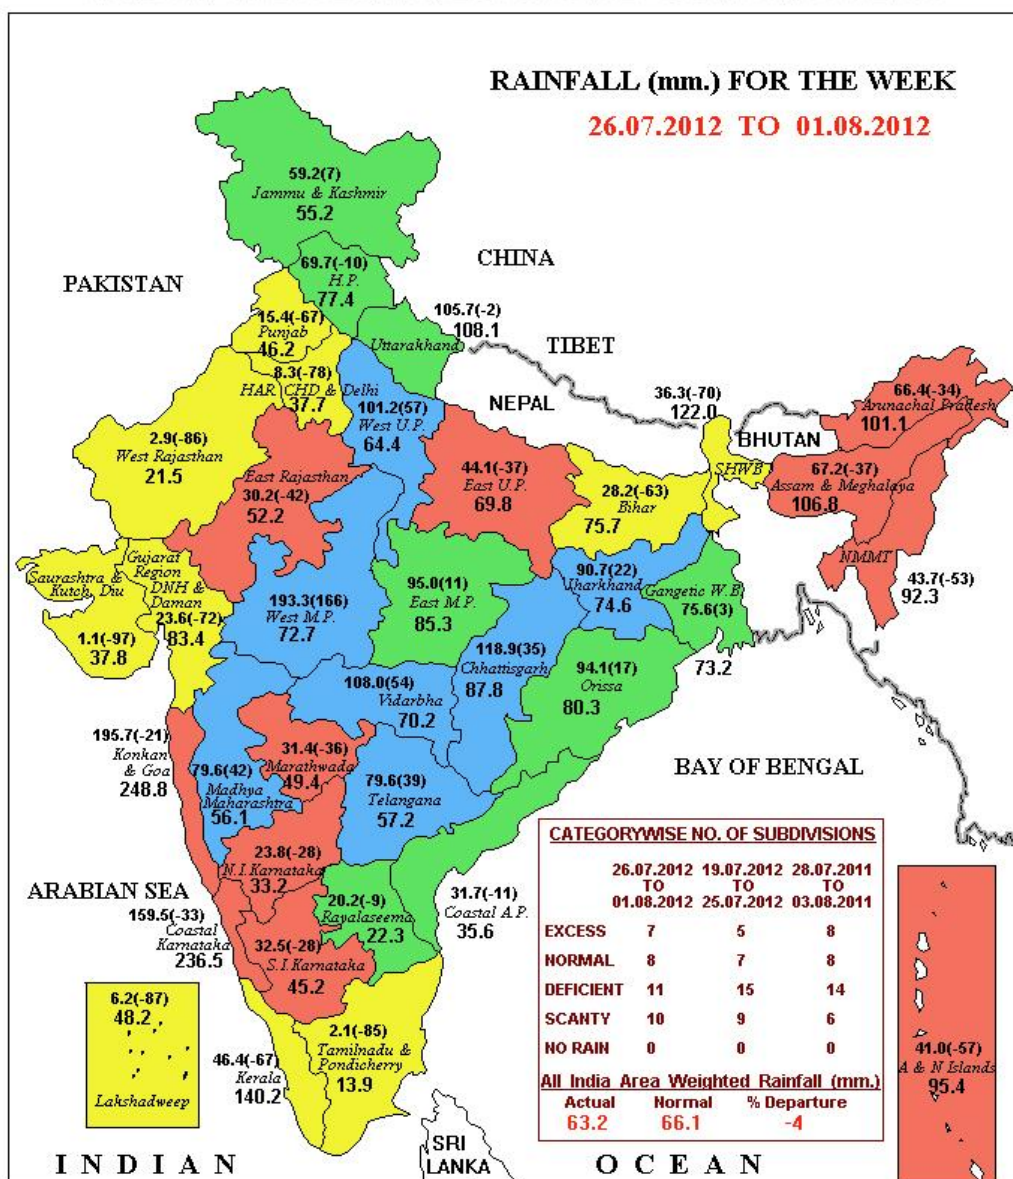 RAINFALL (mm.) FOR THE WEEK
26.07.2012 TO 01.08.2012
59.2(7)
Jammu & Kashmir
55.2
CHINA
69.7(-10)
H.P.
77.4
PAKISTAN
15.4(-67)
Punjab
46.2
105.7(-2)
108.1
Uttarakhand
TIBET
8.3(-78)
HAR. CHD & Delhi
37.7
NEPAL
36.3(-70)
122.0
66.4(-34)
Arunachal Pradesh
101.1
101.2(57)
West U.P.
64.4
BHUTAN
2.9(-86)
West Rajasthan
21.5
East Rajasthan
30.2(-42)
52.2
44.1(-37)
East U.P.
69.8
28.2(-63)
Bihar
75.7
SHWB
67.2(-37)
Assam & Meghalaya
106.8
NMMT
43.7(-53)
92.3
Gujarat
Region
DNH &
Daman
23.6(-72)
83.4
Saurashtra &
Kutch, Diu
1.1(-97)
37.8
193.3(166)
West M.P.
72.7
95.0(11)
East M.P.
85.3
90.7(22)
Jharkhand
74.6
Gangetic W.B.
75.6(3)
73.2
118.9(35)
Chhattisgarh
87.8
94.1(17)
Orissa
80.3
108.0(54)
Vidarbha
70.2
195.7(-21)
Konkan
& Goa
248.8
31.4(-36)
Marathwada
49.4
79.6(42)
Madhya
Maharashtra
56.1
79.6(39)
Telangana
57.2
BAY OF BENGAL
23.8(-28)
N.I.Karnataka
33.2
ARABIAN SEA
20.2(-9)
Rayalaseema
22.3
31.7(-11)
Coastal A.P.
35.6
159.5(-33)
Coastal
Karnataka
236.5
32.5(-28)
S.I.Karnataka
45.2
6.2(-87)
48.2
Lakshadweep
46.4(-67)
Kerala
140.2
2.1(-85)
Tamilnadu &
Pondicherry
13.9
CATEGORYWISE NO. OF SUBDIVISIONS
26.07.2012 19.07.2012 28.07.2011
TO TO TO
01.08.2012 25.07.2012 03.08.2011
EXCESS 7 5 8
NORMAL 8 7 8
DEFICIENT 11 15 14
SCANTY 10 9 6
NO RAIN 0 0 0
All India Area Weighted Rainfall (mm.)
Actual Normal % Departure
63.2 66.1 -4
41.0(-57)
A & N Islands
95.4
SRI
LANKA
INDIAN OCEAN